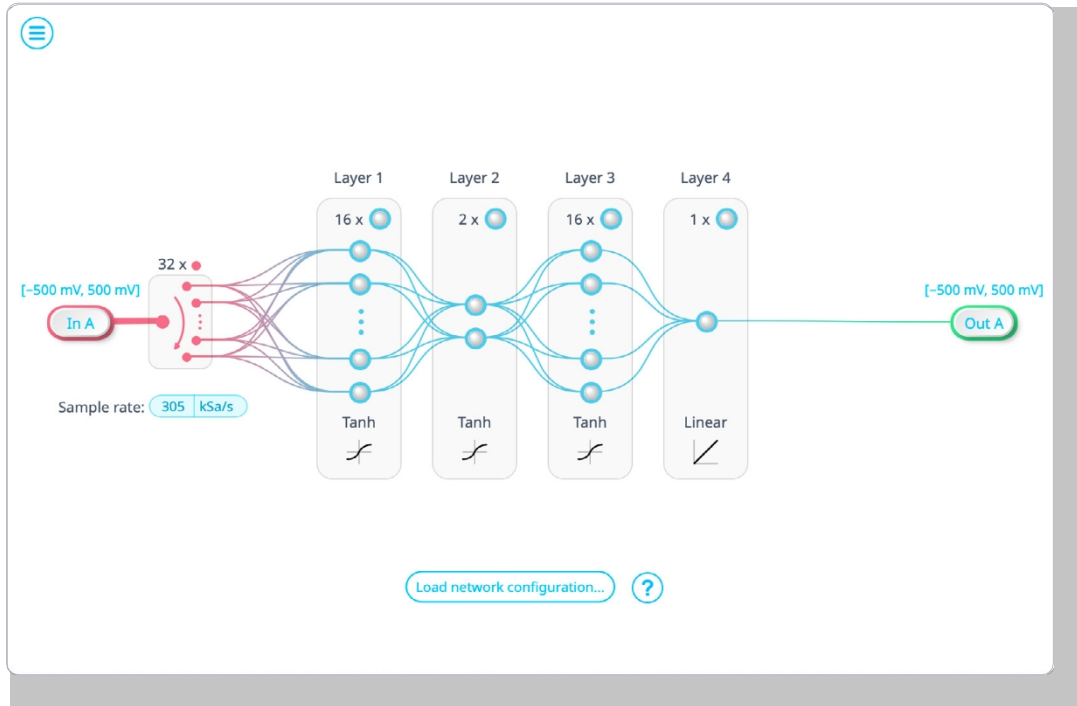 Layer 1
Layer 2
Layer 3
Layer 4
16 x
2 x
16 x
1 x
32 x
[−500 mV, 500 mV]
[−500 mV, 500 mV]
In A
Out A
Sample rate: 305 kSa/s
Tanh
Tanh
Tanh
Linear
Load network configuration...
?